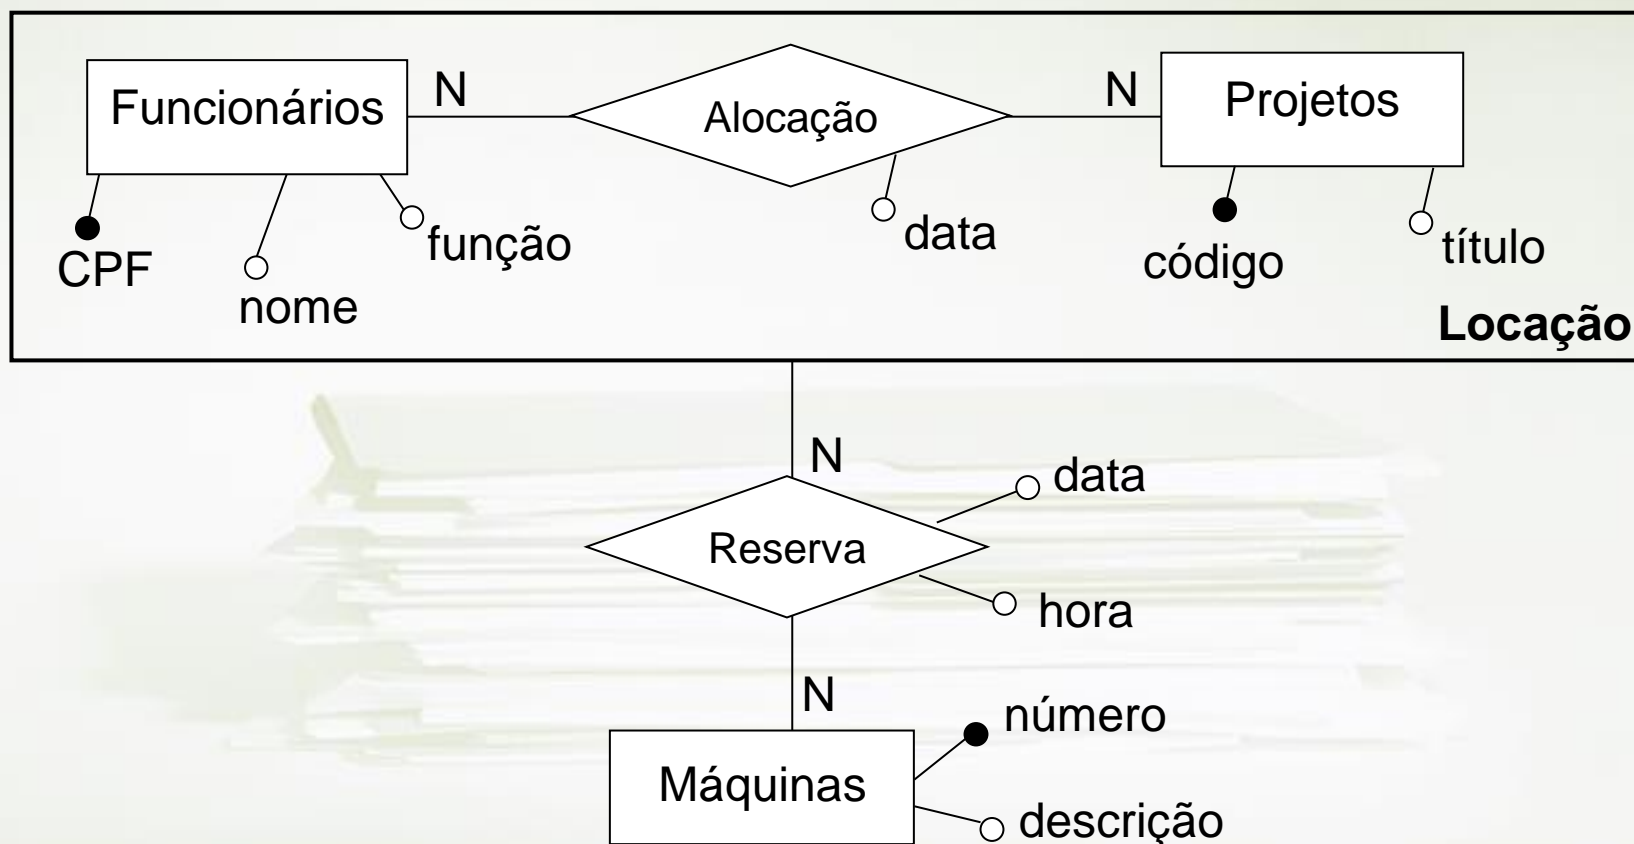 Funcionários
N
Alocação
N
Projetos
CPF
nome
função
data
código
título
Locação
N
Reserva
data
hora
N
Máquinas
número
descrição